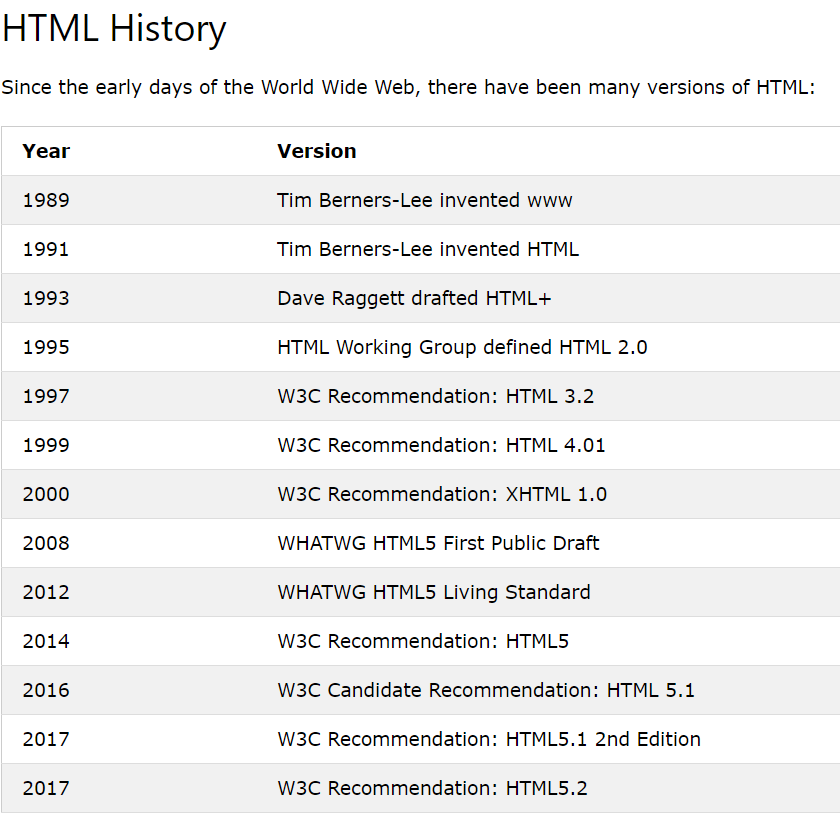 HTML History
Since the early days of the World Wide Web, there have been many versions of HTML:
Year Version
1989 Tim Berners-Lee invented www
1991 Tim Berners-Lee invented HTML
1993 Dave Raggett drafted HTML+
1995 HTML Working Group defined HTML 2.0
1997 W3C Recommendation: HTML 3.2
1999 W3C Recommendation: HTML 4.01
2000 W3C Recommendation: XHTML 1.0
2008 WHATWG HTML5 First Public Draft
2012 WHATWG HTML5 Living Standard
2014 W3C Recommendation: HTML5
2016 W3C Candidate Recommendation: HTML 5.1
2017 W3C Recommendation: HTML5.1 2nd Edition
2017 W3C Recommendation: HTML5.2